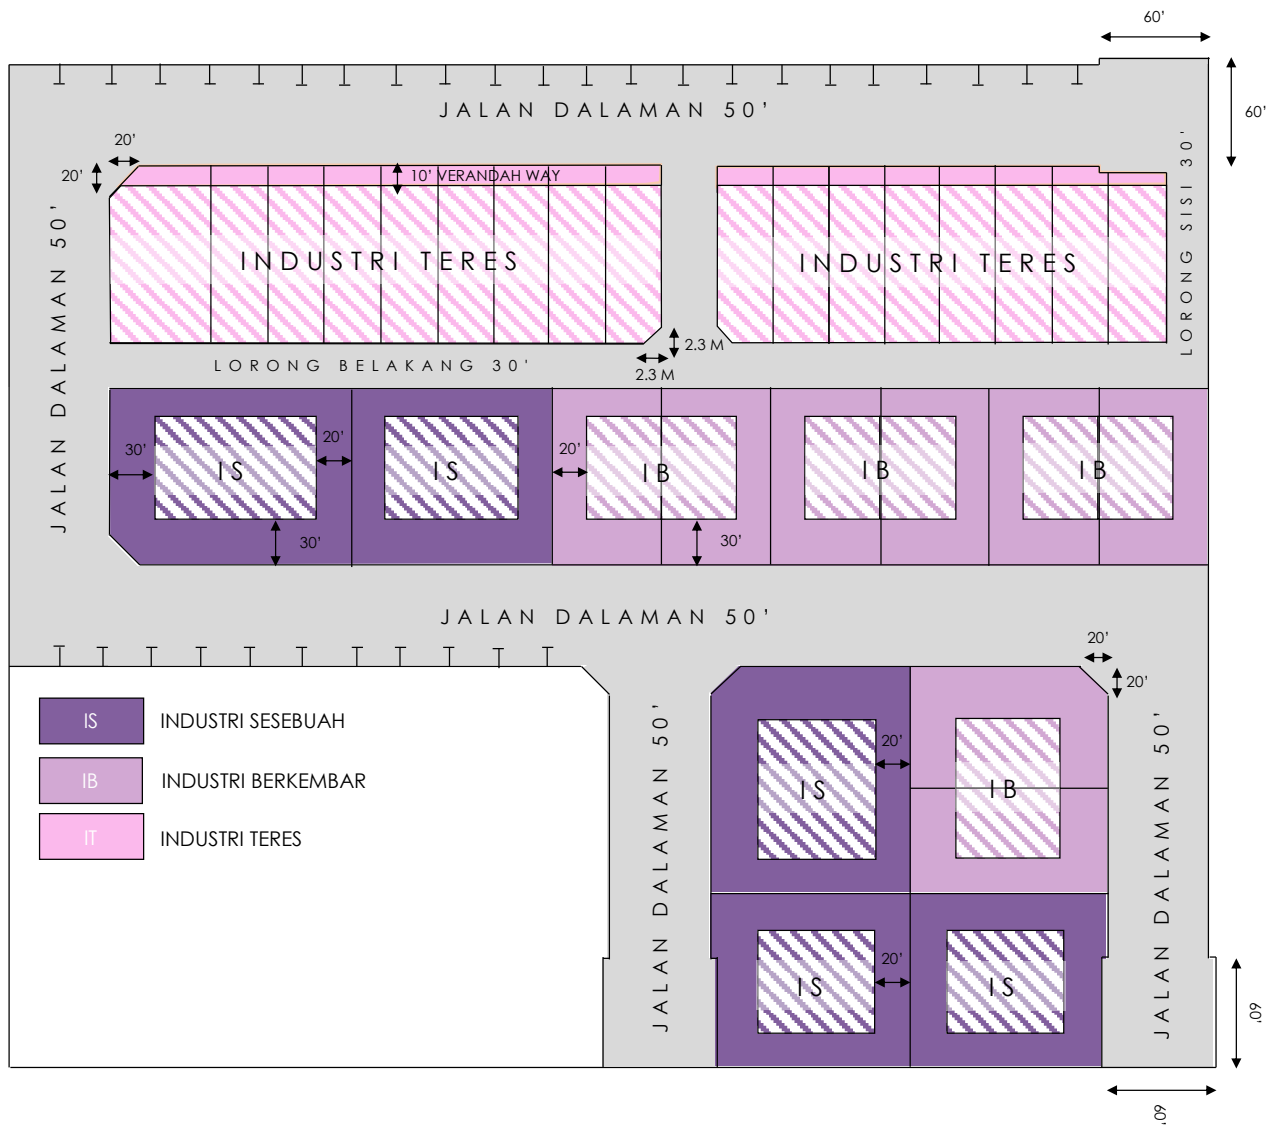 60'
60'
JALAN DALAMAN 50'
20'
20'
10' VERANDAH WAY
LORONG SISI 30'
JALAN DALAMAN 50'
INDUSTRI TERES
INDUSTRI TERES
2.3 M
2.3 M
LORONG BELAKANG 30'
30'
IS
20'
IS
20'
IB
IB
IB
30'
30'
JALAN DALAMAN 50'
20'
20'
IS
INDUSTRI SESEBUAH
IB
INDUSTRI BERKEMBAR
IT
INDUSTRI TERES
JALAN DALAMAN 50'
IS
20'
IB
JALAN DALAMAN 50'
IS
20'
IS
60'
60'